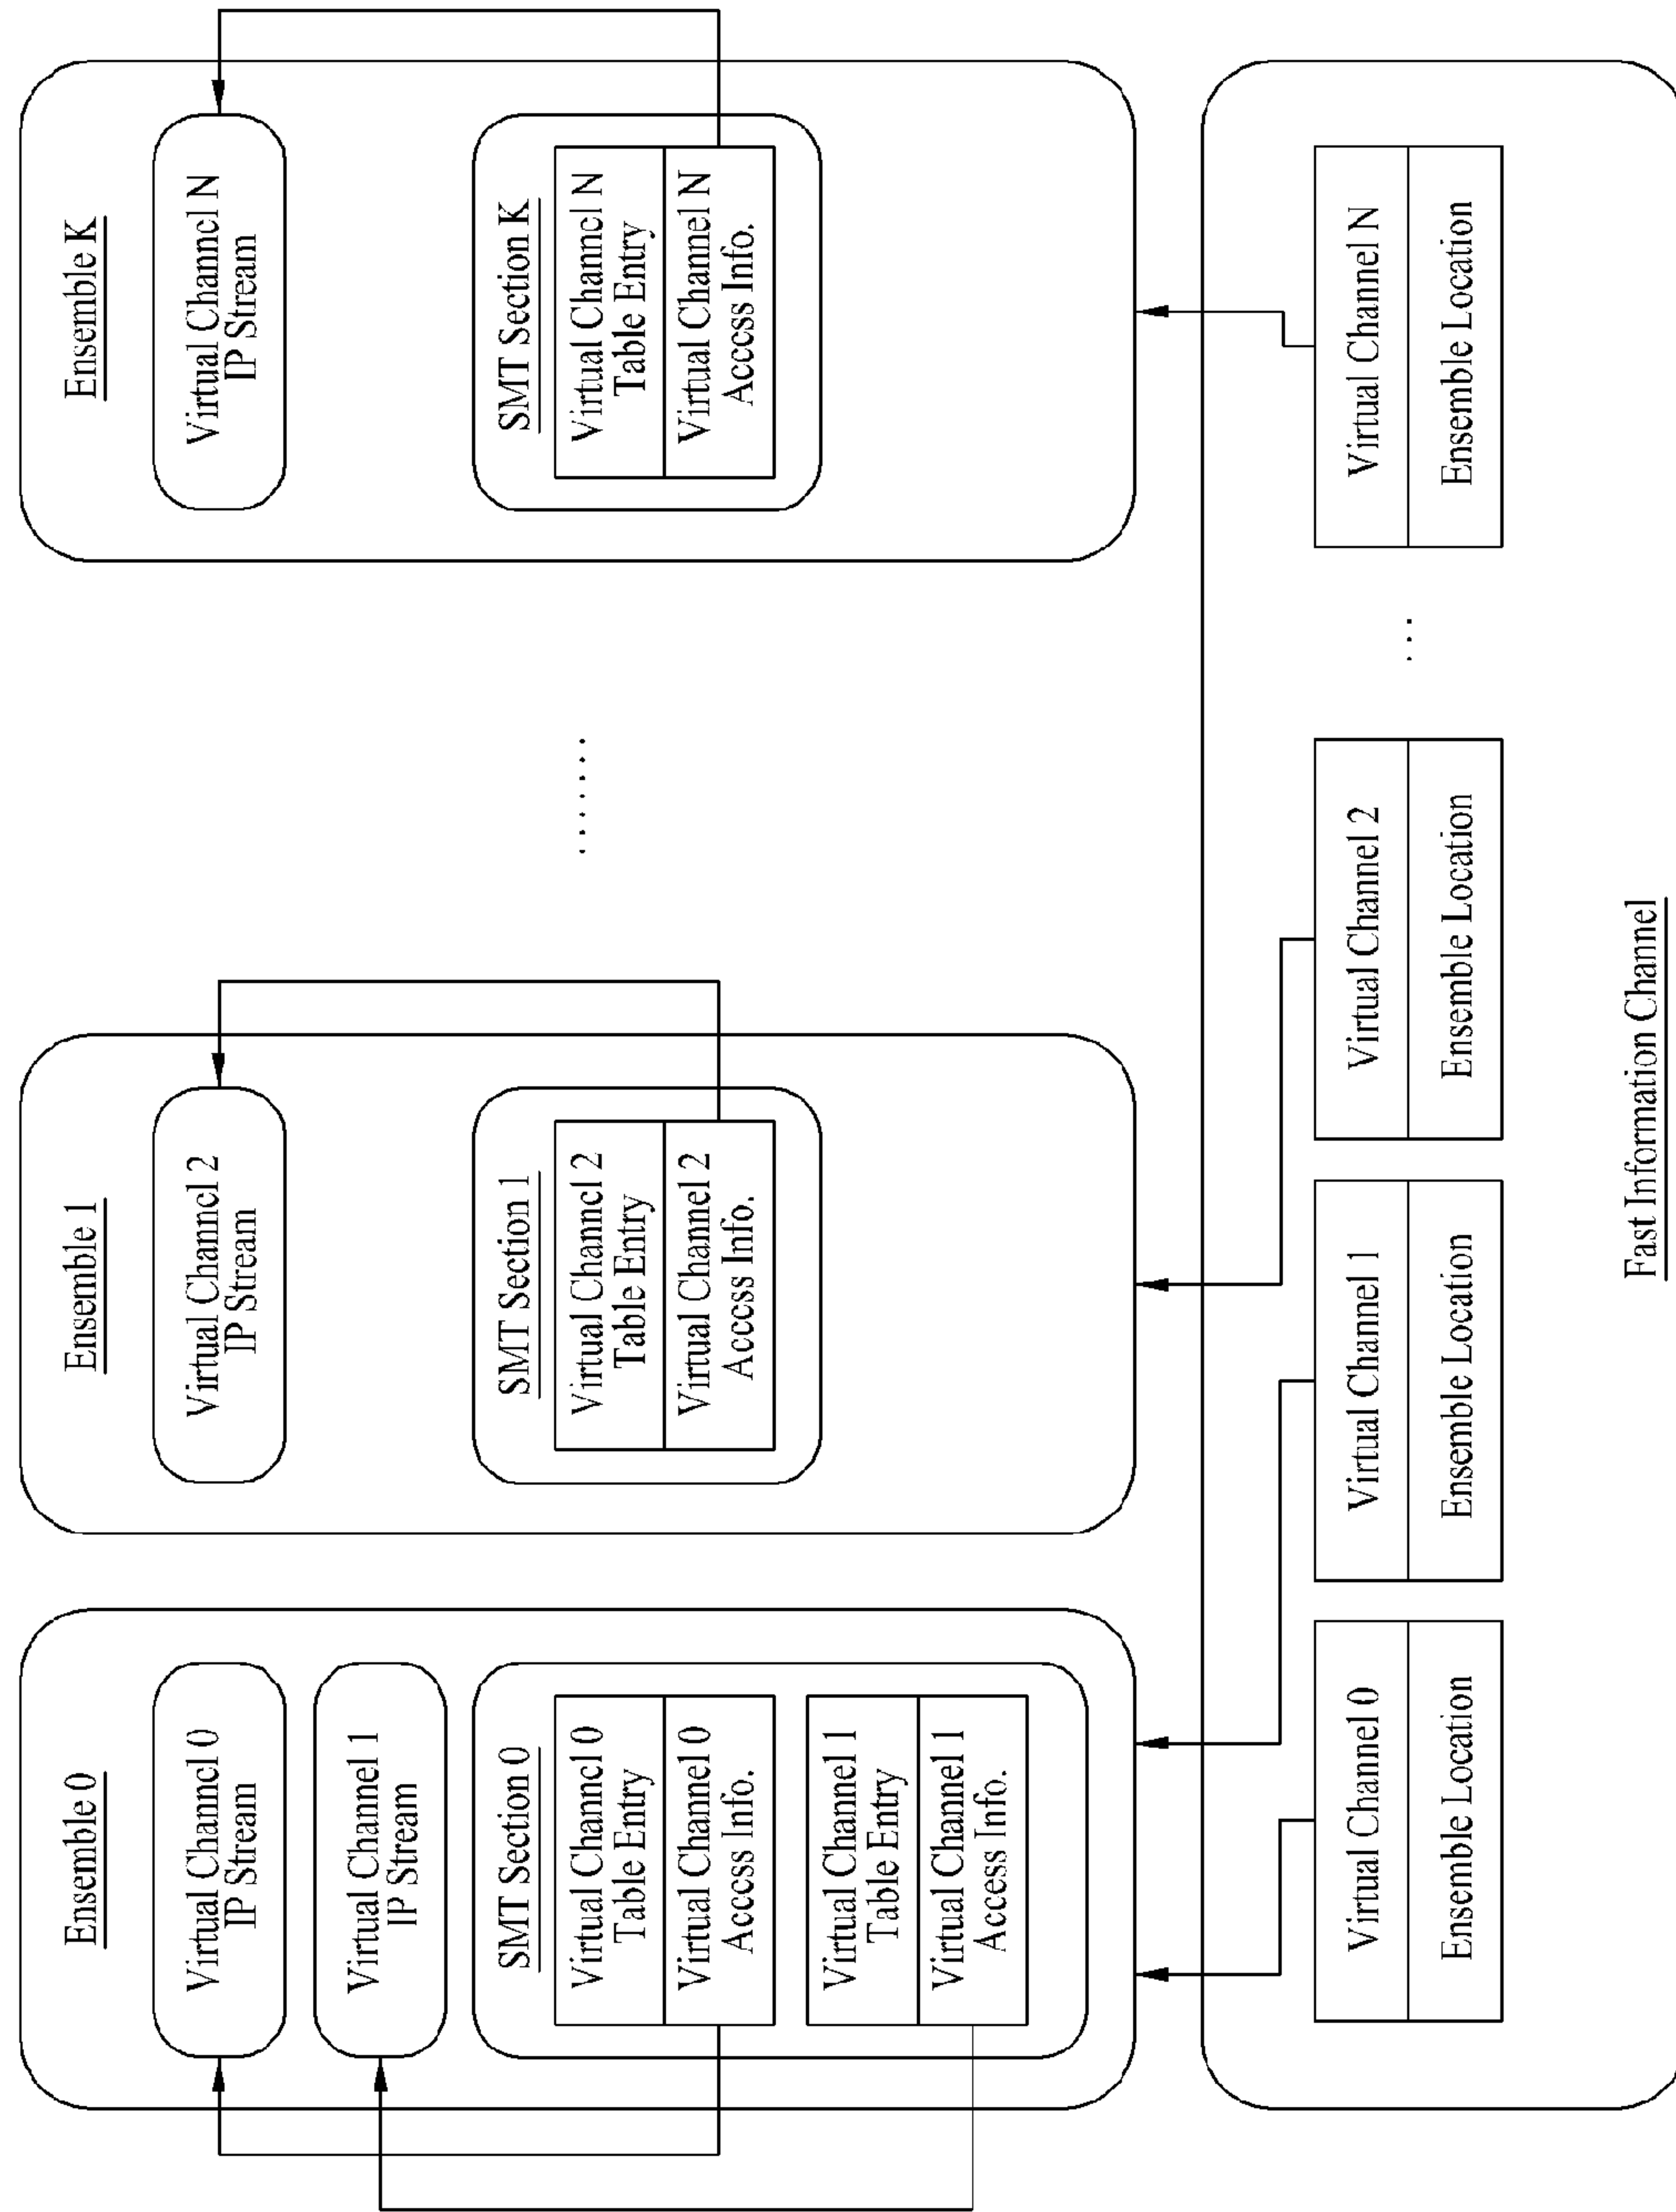 Ensemble 0
Virtual Channel 0
IP Stream
Virtual Channel 1
IP Stream
SMT Section 0
Virtual Channel 0
Table Entry
Virtual Channel 0
Access Info.
Virtual Channel 1
Table Entry
Virtual Channel 1
Access Info.
Ensemble 1
Virtual Channel 2
IP Stream
SMT Section 1
Virtual Channel 2
Table Entry
Virtual Channel 2
Access Info.
.......
Ensemble K
Virtual Channel N
IP Stream
SMT Section K
Virtual Channel N
Table Entry
Virtual Channel N
Access Info.
Virtual Channel 0
Ensemble Location
Virtual Channel 1
Ensemble Location
Virtual Channel 2
Ensemble Location
...
Virtual Channel N
Ensemble Location
Fast Information Channel